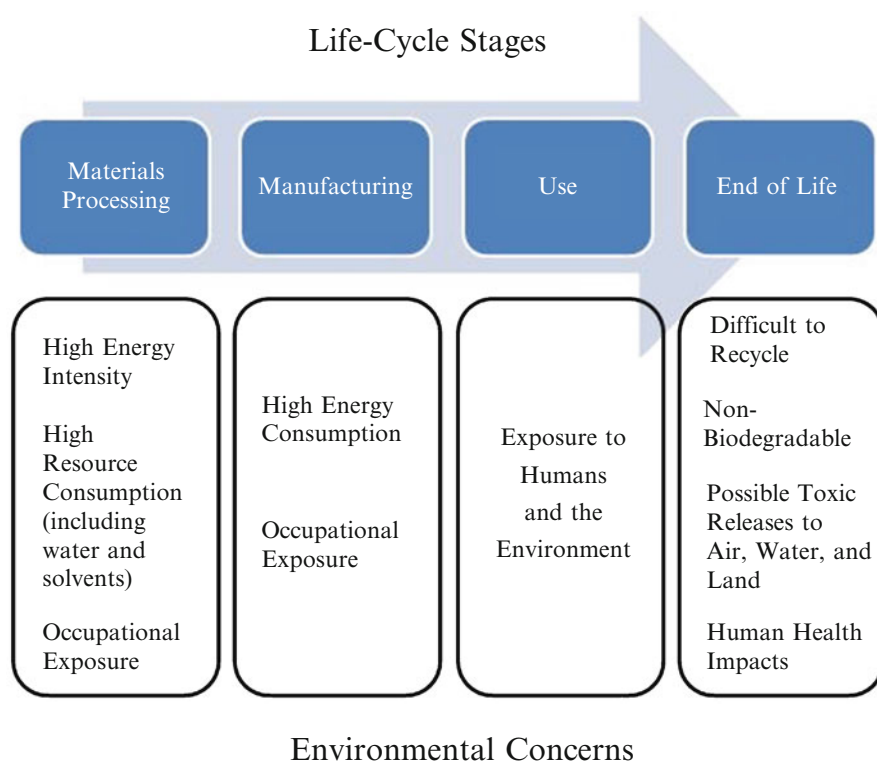 Life-Cycle Stages
Materials
Processing
Manufacturing
Use
End of Life
High Energy
Intensity
High
Resource
Consumption
(including
water and
solvents)
Occupational
Exposure
High Energy
Consumption
Occupational
Exposure
Exposure to
Humans
and the
Environment
Difficult to
Recycle
Non-
Biodegradable
Possible Toxic
Releases to
Air, Water, and
Land
Human Health
Impacts
Environmental Concerns